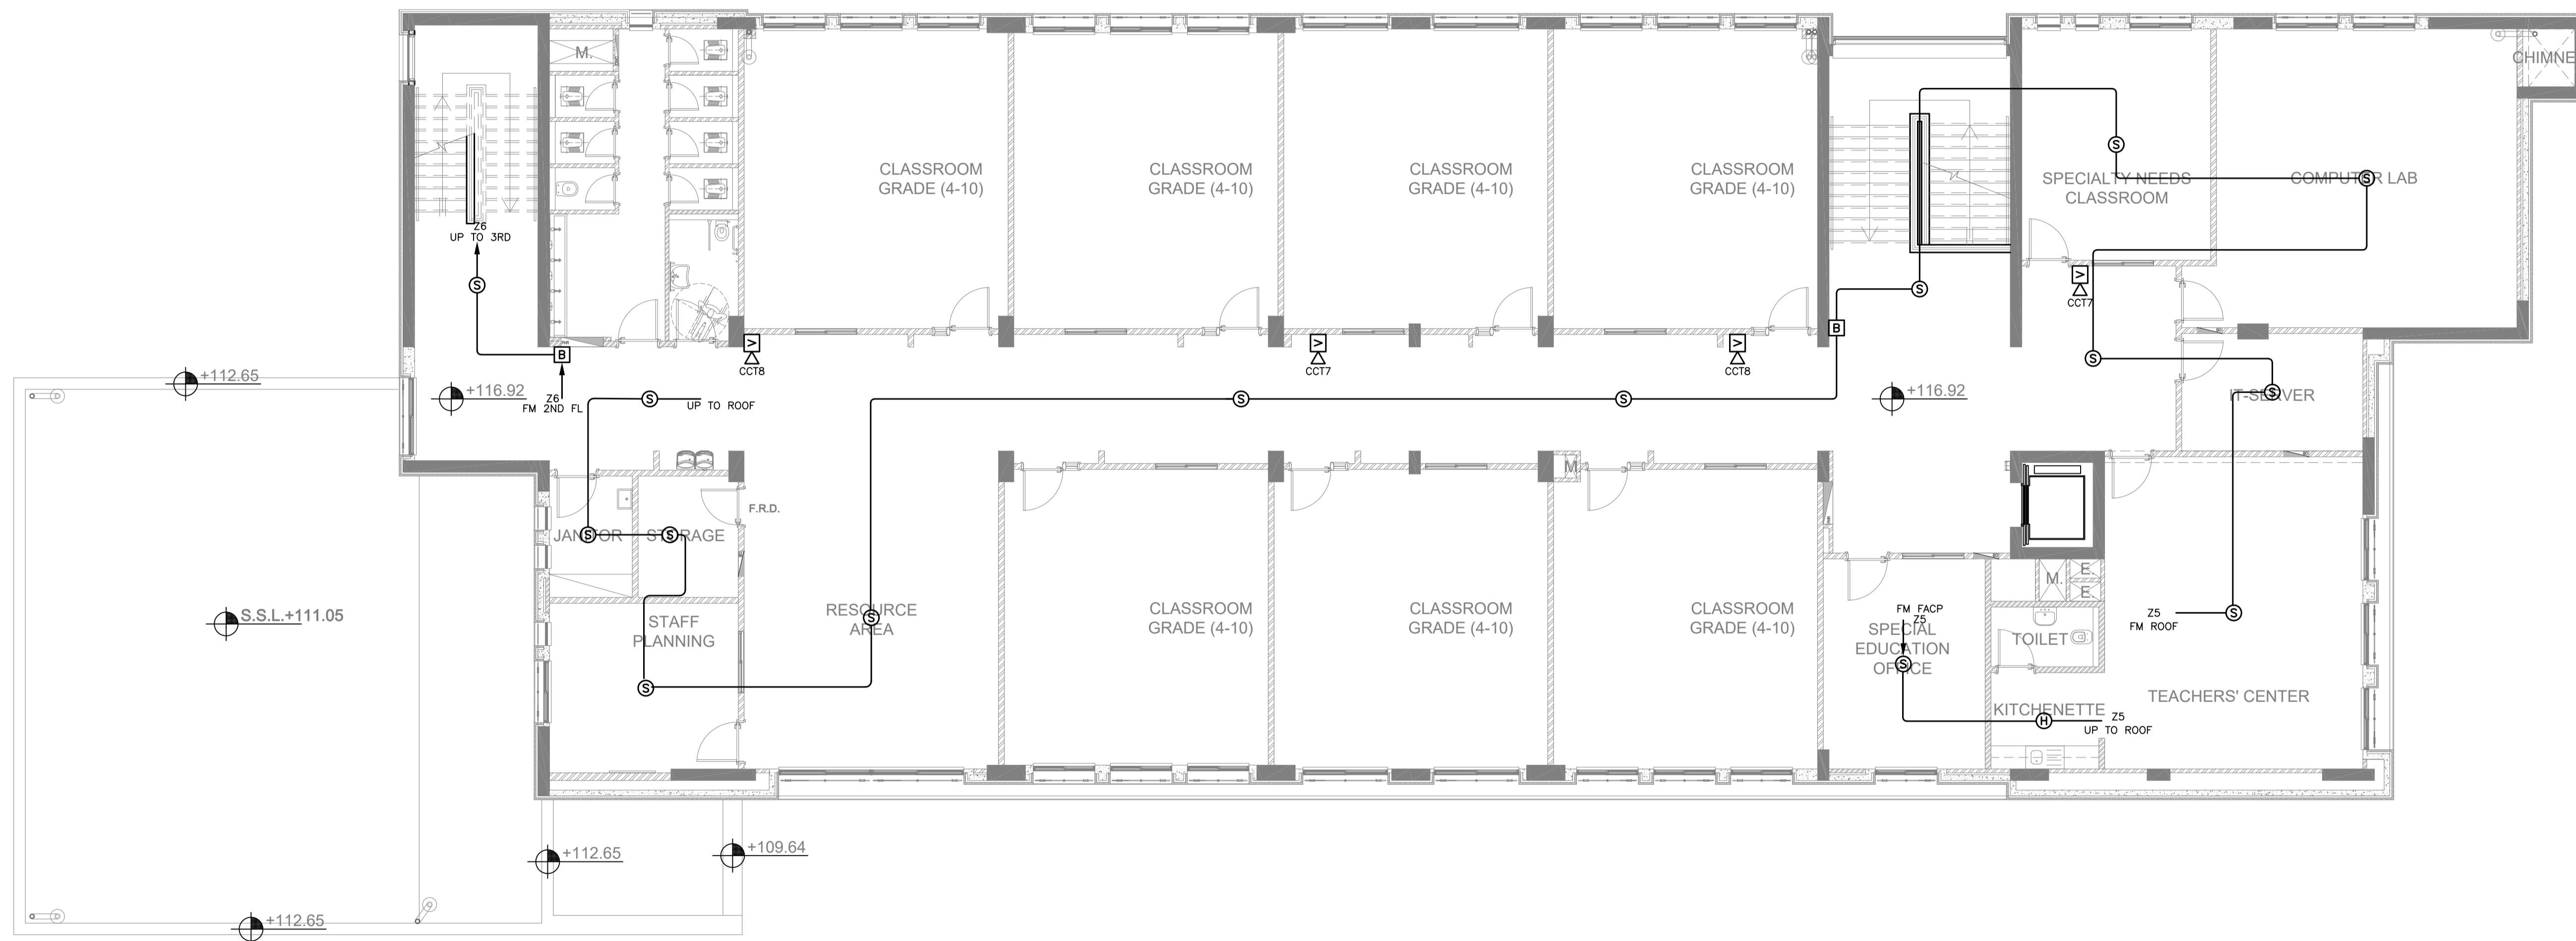 M.
CHIMNE
CLASSROOM
GRADE (4-10)
CLASSROOM
GRADE (4-10)
CLASSROOM
GRADE (4-10)
CLASSROOM
GRADE (4-10)
S
SPECIALTY NEEDS
CLASSROOM
COMPUTER LAB
S
Z6
UP TO 3RD
S
S
V
CCT7
B
B
V
CCT8
V
CCT7
V
CCT8
S
+112.65
+116.92
Z6
FM 2ND FL
S
UP TO ROOF
S
S
+116.92
IT-SERVER
S
M.
F.R.D.
JANITOR
S
STORAGE
S
M.
E.
E.
S.S.L.+111.05
STAFF
PLANNING
RESOURCE
AREA
S
CLASSROOM
GRADE (4-10)
CLASSROOM
GRADE (4-10)
CLASSROOM
GRADE (4-10)
FM FACP
Z5
SPECIAL
EDUCATION
OFFICE
S
TOILET
Z5
FM ROOF
S
S
KITCHENETTE
H
Z5
UP TO ROOF
TEACHERS' CENTER
+112.65
+109.64
+112.65